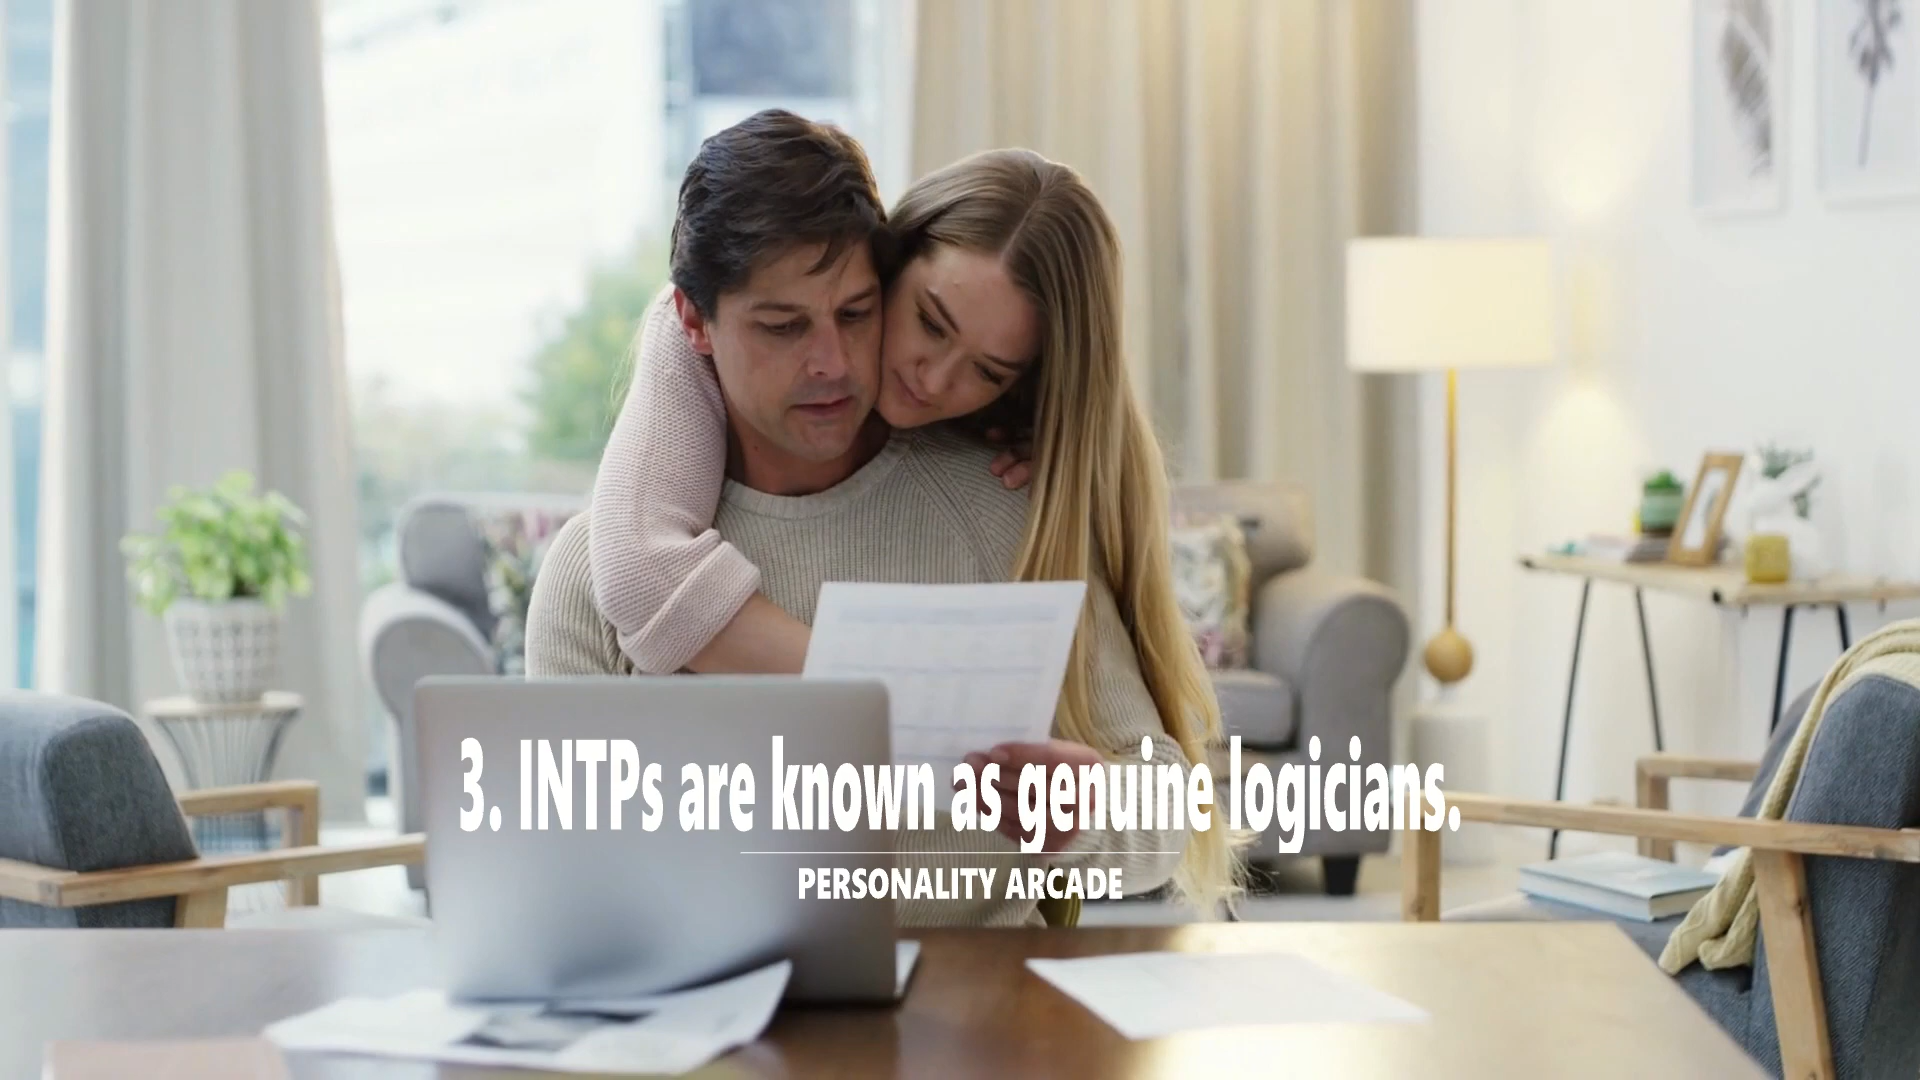 3. INTPs are known as genuine logicians.
PERSONALITY ARCADE